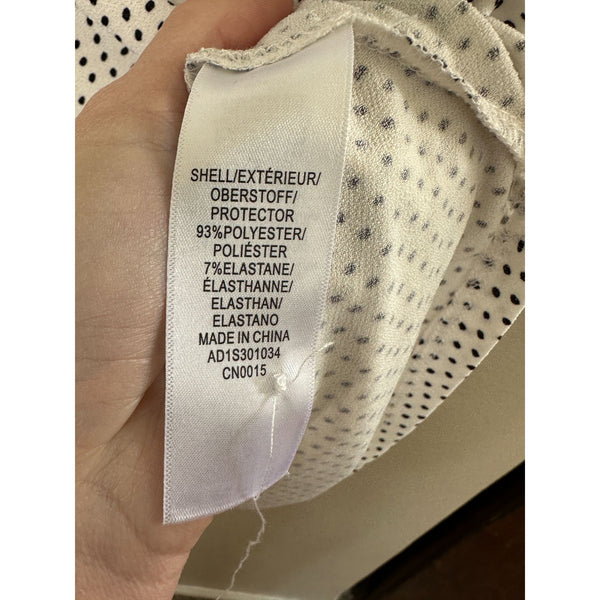 SHELL/EXTÉRIEUR/
OBERSTOFF/
PROTECTOR
93%POLYESTER/
POLIÉSTER
7%ELASTANE/
ÉLASTHANNE/
ELASTHAN/
ELASTANO
MADE IN CHINA
AD1S301034
CN0015